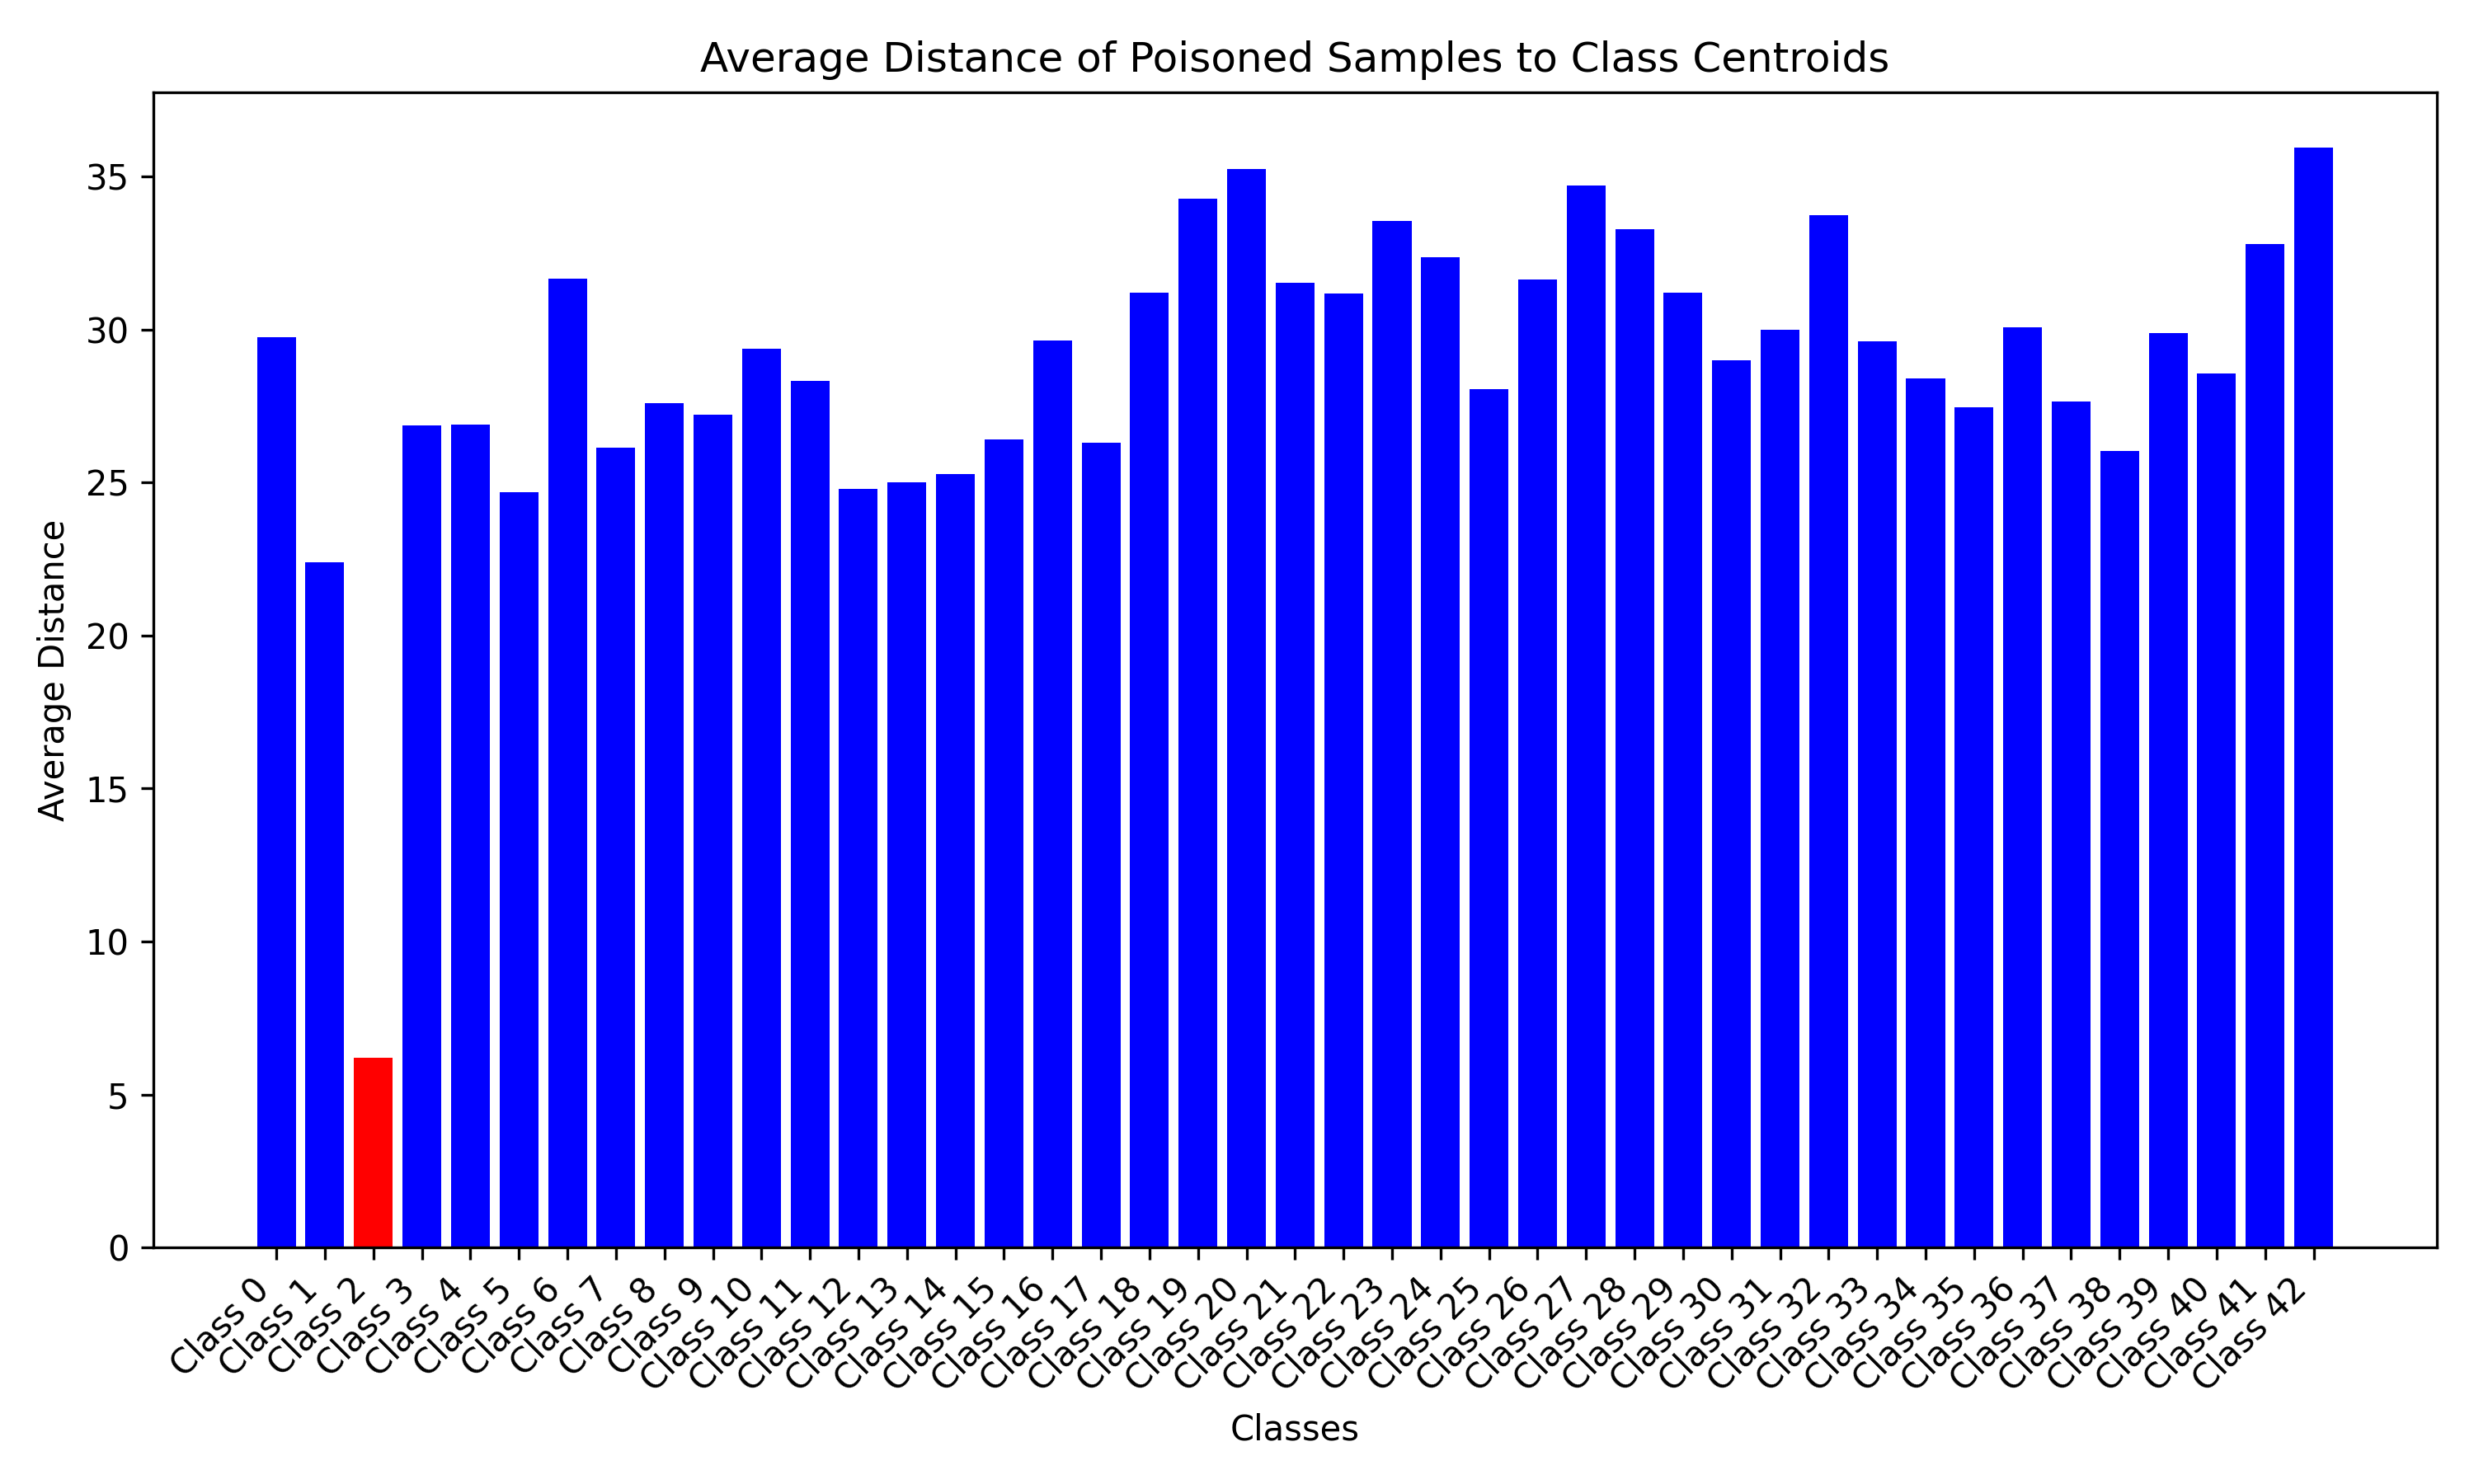 Average Distance of Poisoned Samples to Class Centroids
Average Distance
35
30
25
20
15
10
5
0
Class 0
Class 1
Class 2
Class 3
Class 4
Class 5
Class 6
Class 7
Class 8
Class 9
Class 10
Class 11
Class 12
Class 13
Class 14
Class 15
Class 16
Class 17
Class 18
Class 19
Class 20
Class 21
Class 22
Class 23
Class 24
Class 25
Class 26
Class 27
Class 28
Class 29
Class 30
Class 31
Class 32
Class 33
Class 34
Class 35
Class 36
Class 37
Class 38
Class 39
Class 40
Class 41
Class 42
Classes